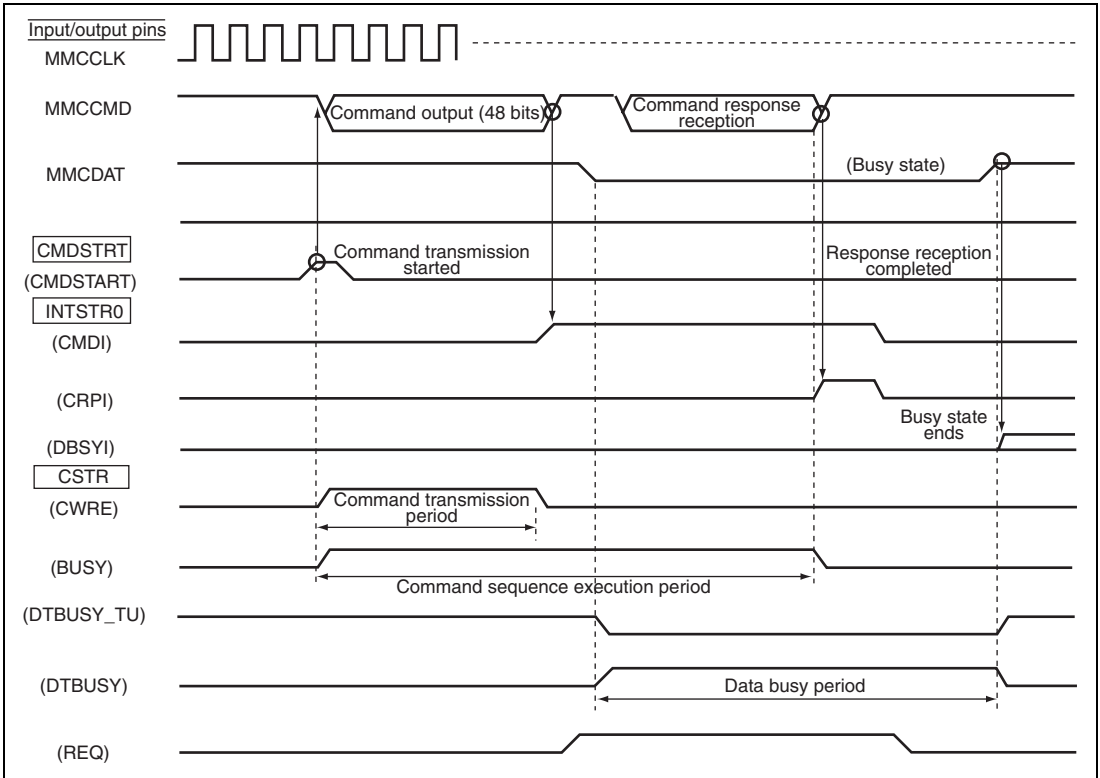 Input/output pins
MMCCLK
MMCCMD
Command output (48 bits)
Command response
reception
MMCDAT
(Busy state)
CMDSTRT
(CMDSTART)
Command transmission
started
Response reception
completed
INTSTR0
(CMDI)
(CRPI)
Busy state
ends
(DBSYI)
CSTR
(CWRE)
Command transmission
period
(BUSY)
Command sequence execution period
(DTBUSY_TU)
(DTBUSY)
Data busy period
(REQ)